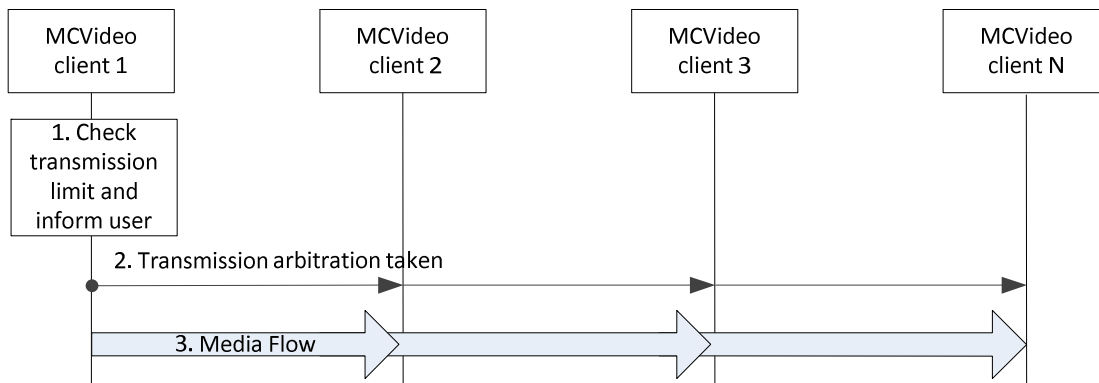 MCVideo
client 1
MCVideo
client 2
MCVideo
client 3
MCVideo
client N
1. Check
transmission
limit and
inform user
2. Transmission arbitration taken
3. Media Flow